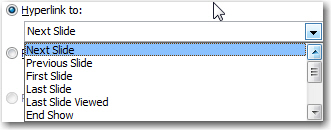 Hyperlink to:
Next Slide
Next Slide
Previous Slide
First Slide
Last Slide
Last Slide Viewed
End Show